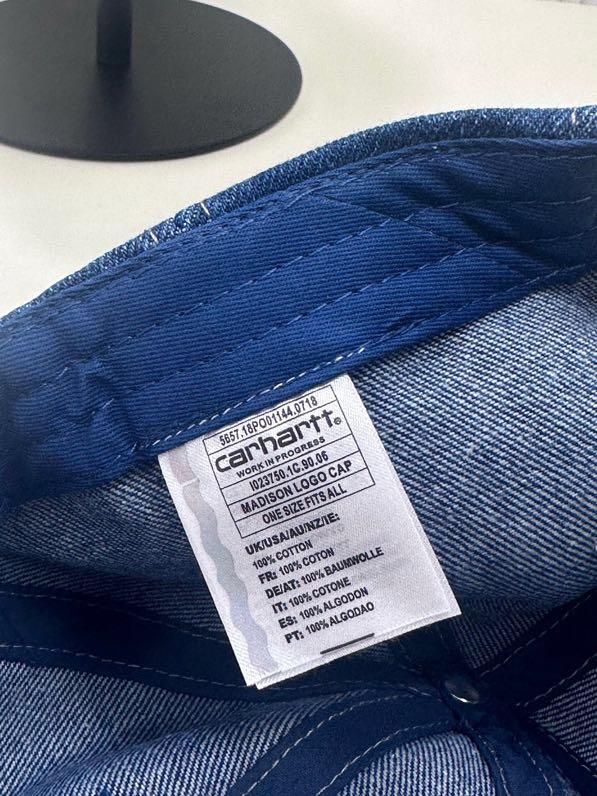 5657.18PO01144.0718
carhartt®
WORK IN PROGRESS
I023750.1C.90.06
MADISON LOGO CAP
ONE SIZE FITS ALL
UK/USA/AU/NZ/IE:
100% COTTON
FR: 100% COTON
DE/AT: 100% BAUMWOLLE
IT: 100% COTONE
ES: 100% ALGODON
PT: 100% ALGODAO